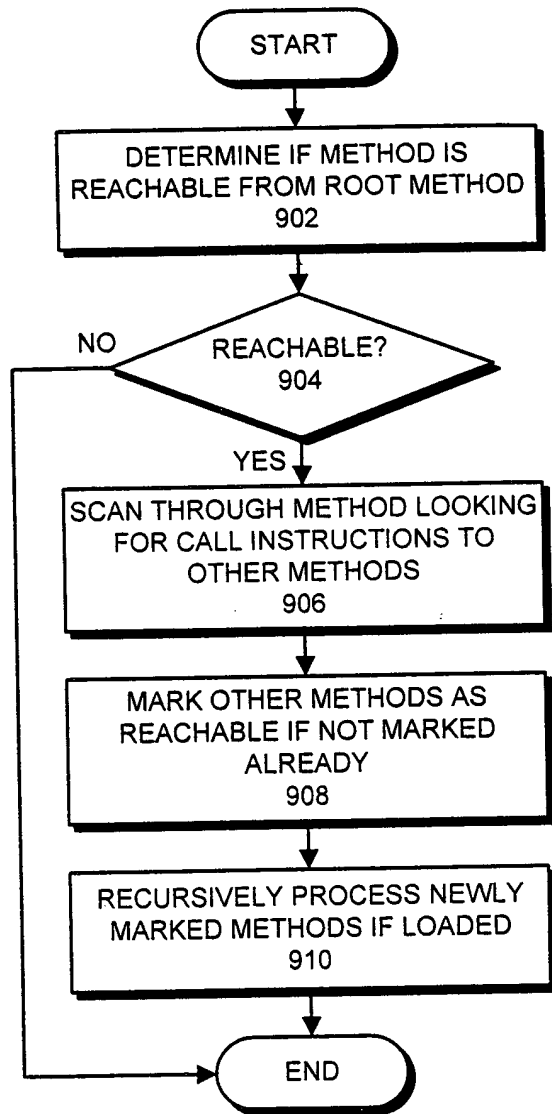 START
DETERMINE IF METHOD IS
REACHABLE FROM ROOT METHOD
902
NO
REACHABLE?
904
YES
SCAN THROUGH METHOD LOOKING
FOR CALL INSTRUCTIONS TO
OTHER METHODS
906
MARK OTHER METHODS AS
REACHABLE IF NOT MARKED
ALREADY
908
RECURSIVELY PROCESS NEWLY
MARKED METHODS IF LOADED
910
END